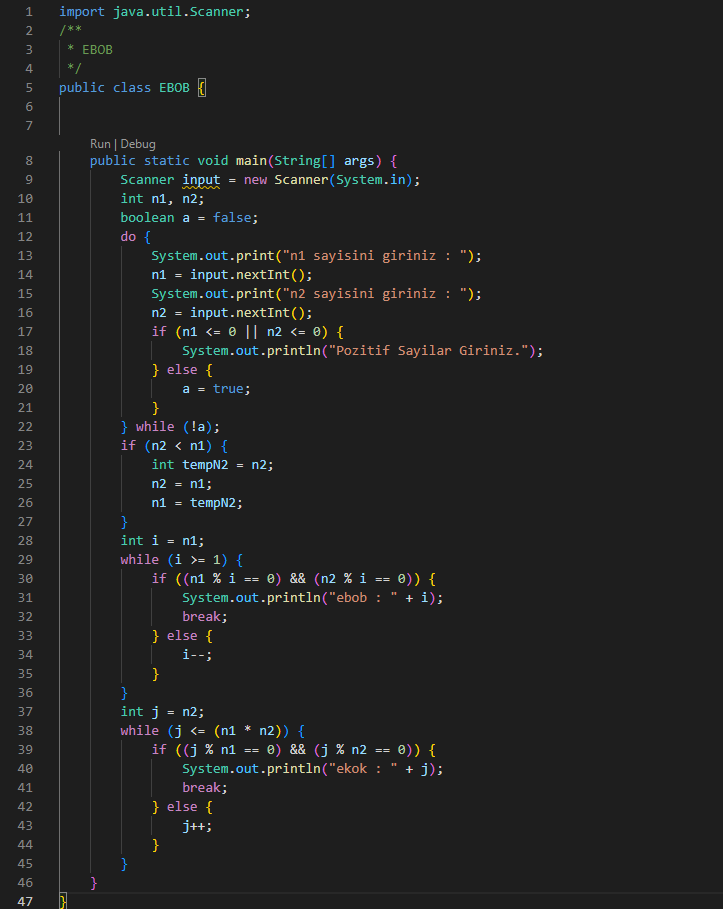 1 import java.util.Scanner;
2 /**
3  * EBOB
4  */
5 public class EBOB {
6
7
Run | Debug
8     public static void main(String[] args) {
9         Scanner input = new Scanner(System.in);
10         int n1, n2;
11         boolean a = false;
12         do {
13             System.out.print("n1 sayisini giriniz : ");
14             n1 = input.nextInt();
15             System.out.print("n2 sayisini giriniz : ");
16             n2 = input.nextInt();
17             if (n1 <= 0 || n2 <= 0) {
18                 System.out.println("Pozitif Sayilar Giriniz.");
19             } else {
20                 a = true;
21             }
22         } while (!a);
23         if (n2 < n1) {
24             int tempN2 = n2;
25             n2 = n1;
26             n1 = tempN2;
27         }
28         int i = n1;
29         while (i >= 1) {
30             if ((n1 % i == 0) && (n2 % i == 0)) {
31                 System.out.println("ebob : " + i);
32                 break;
33             } else {
34                 i--;
35             }
36         }
37         int j = n2;
38         while (j <= (n1 * n2)) {
39             if ((j % n1 == 0) && (j % n2 == 0)) {
40                 System.out.println("ekok : " + j);
41                 break;
42             } else {
43                 j++;
44             }
45         }
46     }
47 }